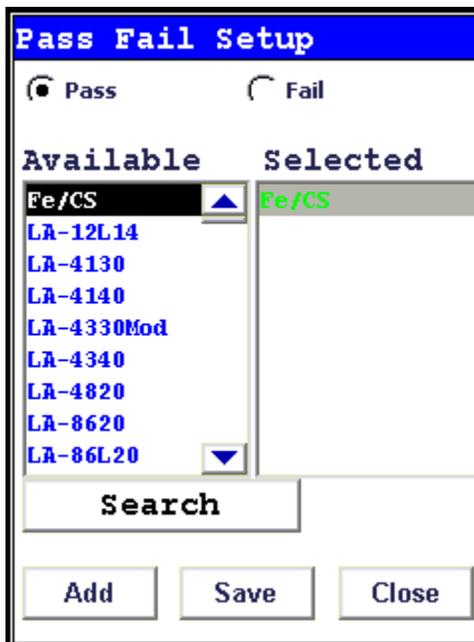 Pass Fail Setup
Pass Fail
Available Selected
Fe/CS Fe/CS
LA-12L14
LA-4130
LA-4140
LA-4330Mod
LA-4340
LA-4820
LA-8620
LA-86L20
Search
Add Save Close